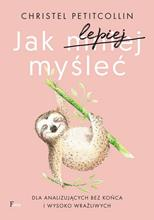 CHRISTEL PETITCOLLIN
lepiej
Jak mniej
myśleć
DLA ANALIZUJĄCYCH BEZ KOŃCA
I WYSOKO WRAŻLIWYCH